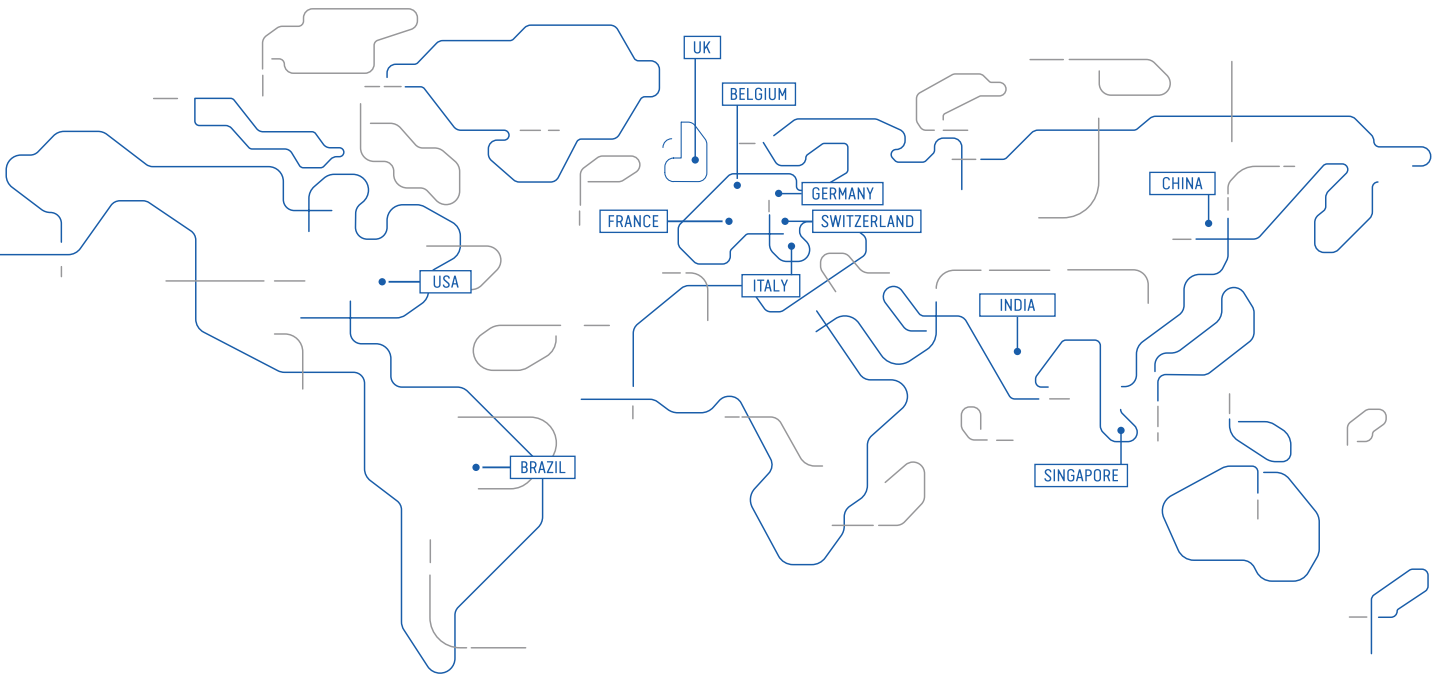 UK
BELGIUM
CHINA
GERMANY
FRANCE
SWITZERLAND
USA
ITALY
INDIA
BRAZIL
SINGAPORE